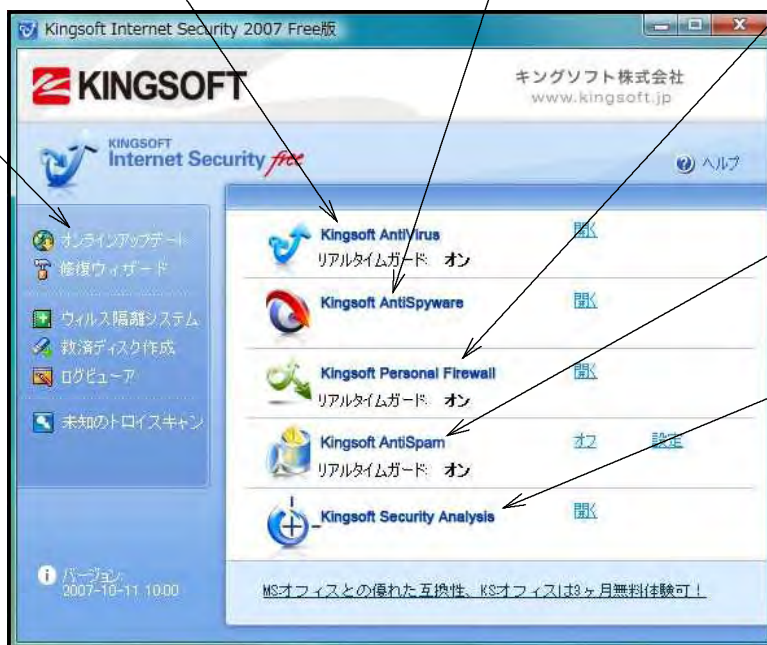 Kingsoft Internet Security 2007 Free版
KINGSOFT
キングソフト株式会社
www.kingsoft.jp
KINGSOFT
Internet Security free
ヘルプ
オンラインアップデート
修復ウィザード
ウィルス隔離システム
救済ディスク作成
ログビューア
未知のトロイスキャン
Kingsoft AntiVirus
開く
リアルタイムガード: オン
Kingsoft AntiSpyware
開く
Kingsoft Personal Firewall
開く
リアルタイムガード: オン
Kingsoft AntiSpam
オフ
設定
リアルタイムガード: オン
Kingsoft Security Analysis
開く
バージョン:
2007-10-11 10:00
MSオフィスとの優れた互換性、KSオフィスは3ヶ月無料体験可！